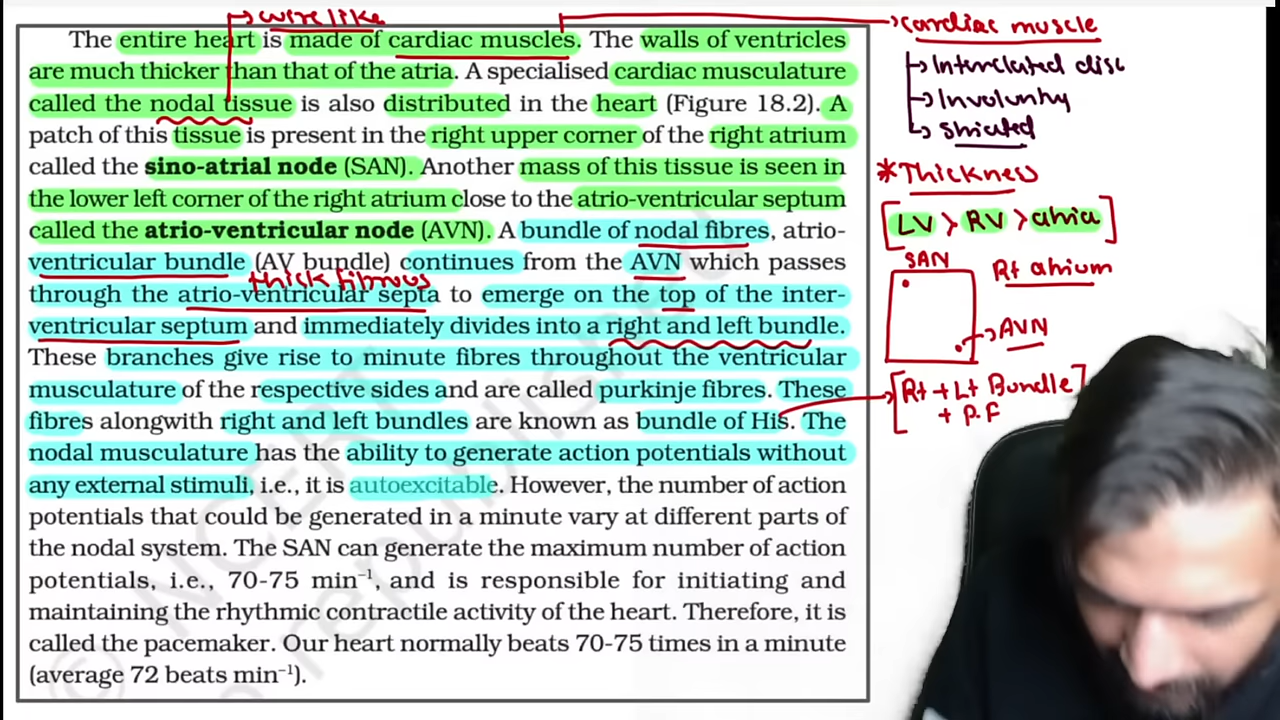 wire like
The entire heart is made of cardiac muscles. The walls of ventricles
are much thicker than that of the atria. A specialised cardiac musculature
called the nodal tissue is also distributed in the heart (Figure 18.2). A
patch of this tissue is present in the right upper corner of the right atrium
called the sino-atrial node (SAN). Another mass of this tissue is seen in
the lower left corner of the right atrium close to the atrio-ventricular septum
called the atrio-ventricular node (AVN). A bundle of nodal fibres, atrio-
ventricular bundle (AV bundle) continues from the AVN which passes
thick fibrous
through the atrio-ventricular septa to emerge on the top of the inter-
ventricular septum and immediately divides into a right and left bundle.
These branches give rise to minute fibres throughout the ventricular
musculature of the respective sides and are called purkinje fibres. These
fibres alongwith right and left bundles are known as bundle of His. The
nodal musculature has the ability to generate action potentials without
any external stimuli, i.e., it is autoexcitable. However, the number of action
potentials that could be generated in a minute vary at different parts of
the nodal system. The SAN can generate the maximum number of action
potentials, i.e., 70-75 min⁻¹, and is responsible for initiating and
maintaining the rhythmic contractile activity of the heart. Therefore, it is
called the pacemaker. Our heart normally beats 70-75 times in a minute
(average 72 beats min⁻¹).
cardiac muscle
Involuntry
Striated
*Thickness
[LV > RV > atria]
SAN
Rt atrium
AVN
[Rt + Lt Bundle]
+ P.F